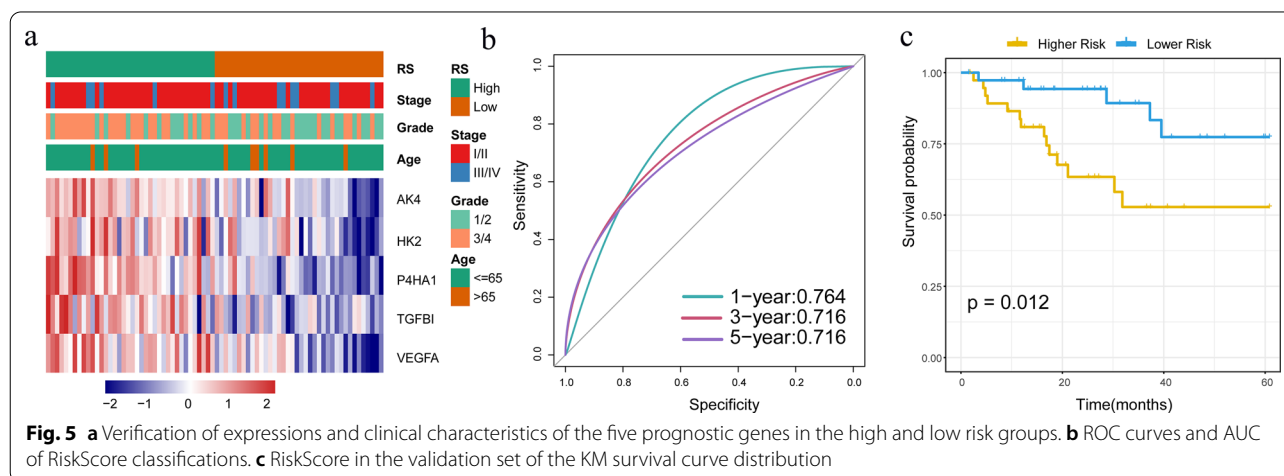 a
RS
Stage
Grade
Age
AK4
HK2
P4HA1
TGFBI
VEGFA
−2 −1 0 1 2
RS
High
Low
Stage
I/II
III/IV
Grade
1/2
3/4
Age
<=65
>65
b
Sensitivity
0.0 0.2 0.4 0.6 0.8 1.0
1-year:0.764
3-year:0.716
5-year:0.716
1.0 0.8 0.6 0.4 0.2 0.0
Specificity
c
Higher Risk Lower Risk
Survival probability
1.00
0.75
0.50
0.25
0.00
p = 0.012
0 20 40 60
Time(months)
Fig. 5 a Verification of expressions and clinical characteristics of the five prognostic genes in the high and low risk groups. b ROC curves and AUC
of RiskScore classifications. c RiskScore in the validation set of the KM survival curve distribution